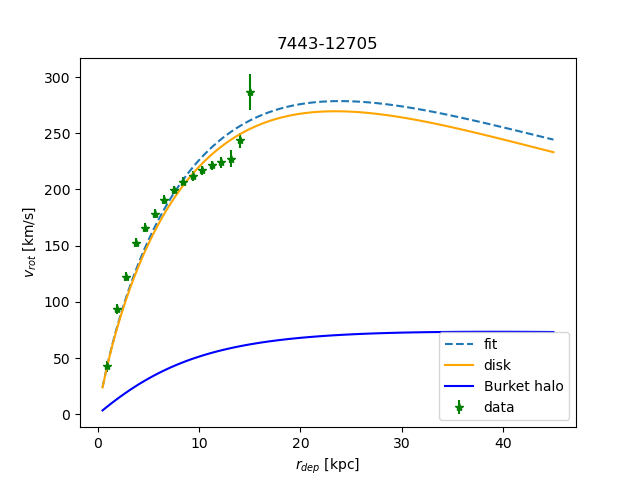 7443-12705
300
250
200
150
100
50
0
v_rot [km/s]
0 10 20 30 40
r_dep [kpc]
fit
disk
Burket halo
data